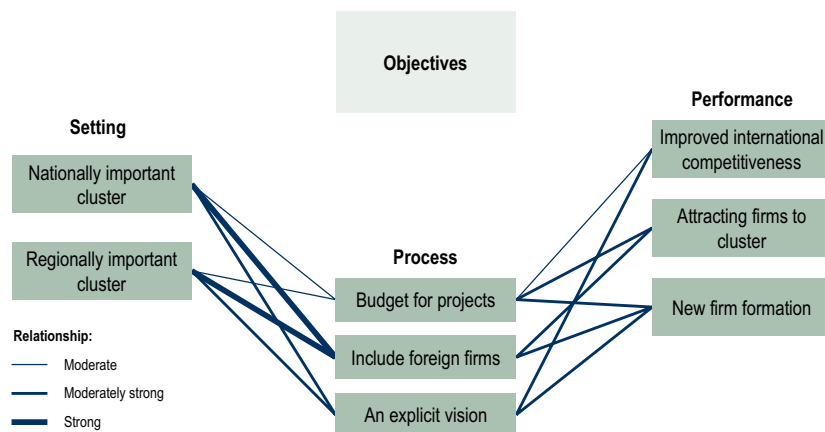 Objectives
Performance
Setting
Improved international
competitiveness
Nationally important
cluster
Attracting firms to
cluster
Regionally important
cluster
Process
Budget for projects
New firm formation
Relationship:
Include foreign firms
Moderate
Moderately strong
An explicit vision
Strong